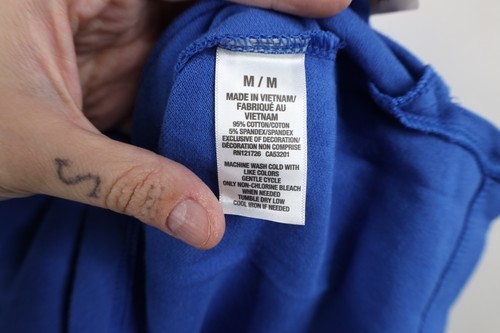 M / M
MADE IN VIETNAM/
FABRIQUÉ AU
VIETNAM
95% COTTON/COTON
5% SPANDEX/SPANDEX
EXCLUSIVE OF DECORATION/
DÉCORATION NON COMPRISE
RN121726 CA53201
MACHINE WASH COLD WITH
LIKE COLORS
GENTLE CYCLE
ONLY NON-CHLORINE BLEACH
WHEN NEEDED
TUMBLE DRY LOW
COOL IRON IF NEEDED